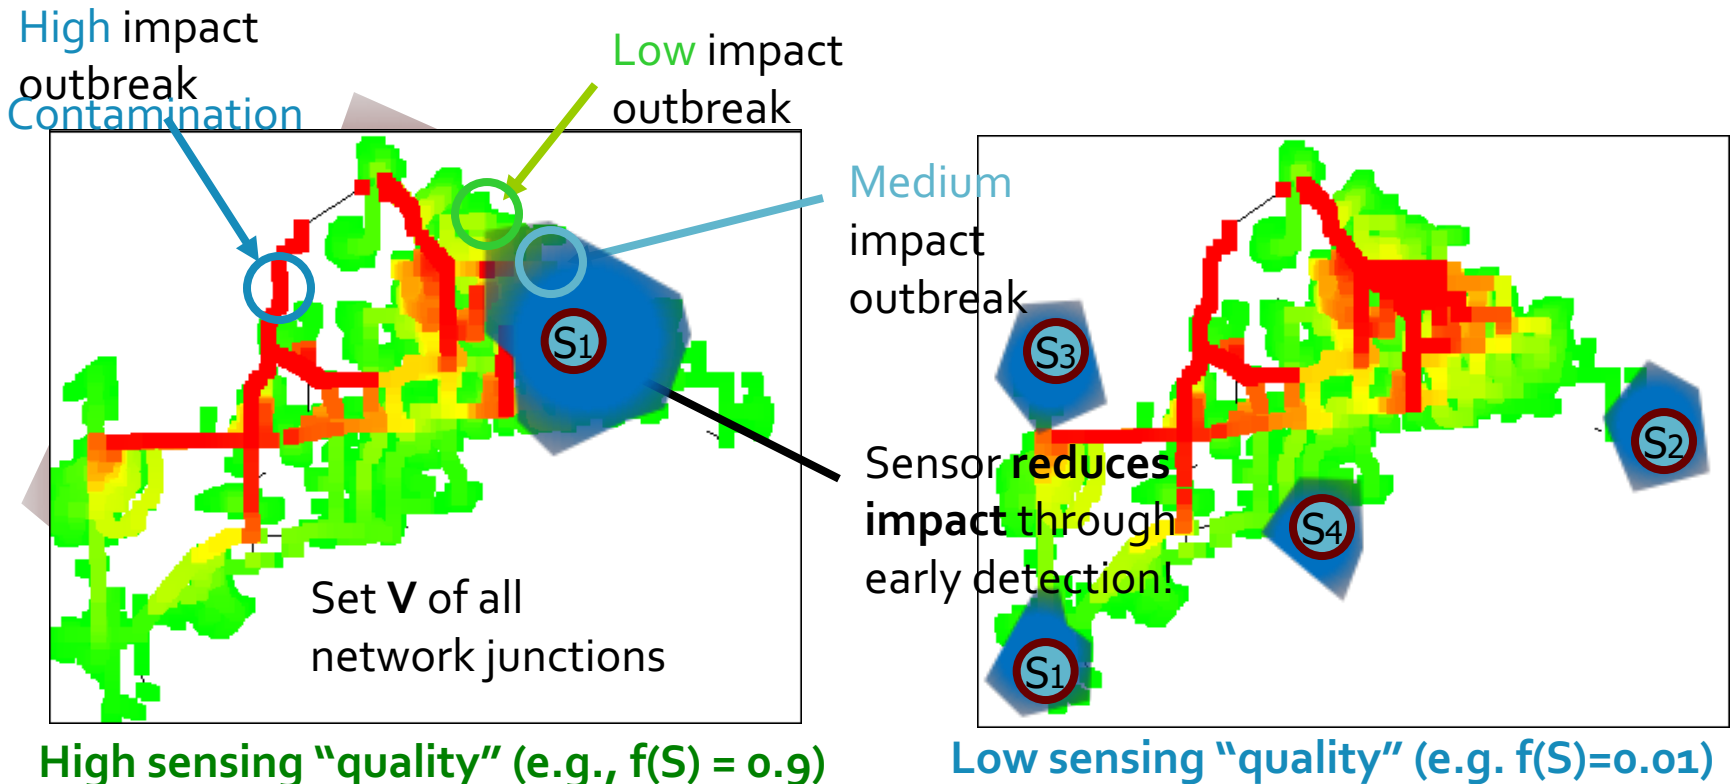 High impact
outbreak
Contamination
Low impact
outbreak
Medium
impact
outbreak
S1
Sensor reduces
impact through
early detection!
Set V of all
network junctions
High sensing “quality” (e.g., f(S) = 0.9)
S3
S2
S4
S1
Low sensing “quality” (e.g. f(S)=0.01)